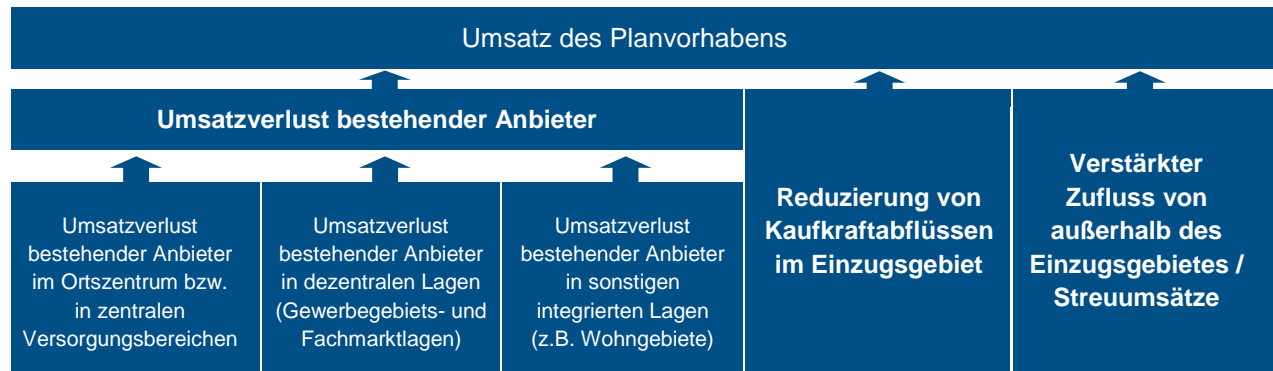 Umsatz des Planvorhabens
Umsatzverlust bestehender Anbieter
Umsatzverlust
bestehender Anbieter
im Ortszentrum bzw.
in zentralen
Versorgungsbereichen
Umsatzverlust
bestehender Anbieter
in dezentralen Lagen
(Gewerbegebiets- und
Fachmarktlagen)
Umsatzverlust
bestehender Anbieter
in sonstigen
integrierten Lagen
(z.B. Wohngebiete)
Reduzierung von
Kaufkraftabflüssen
im Einzugsgebiet
Verstärkter
Zufluss von
außerhalb des
Einzugsgebietes /
Streuumsätze